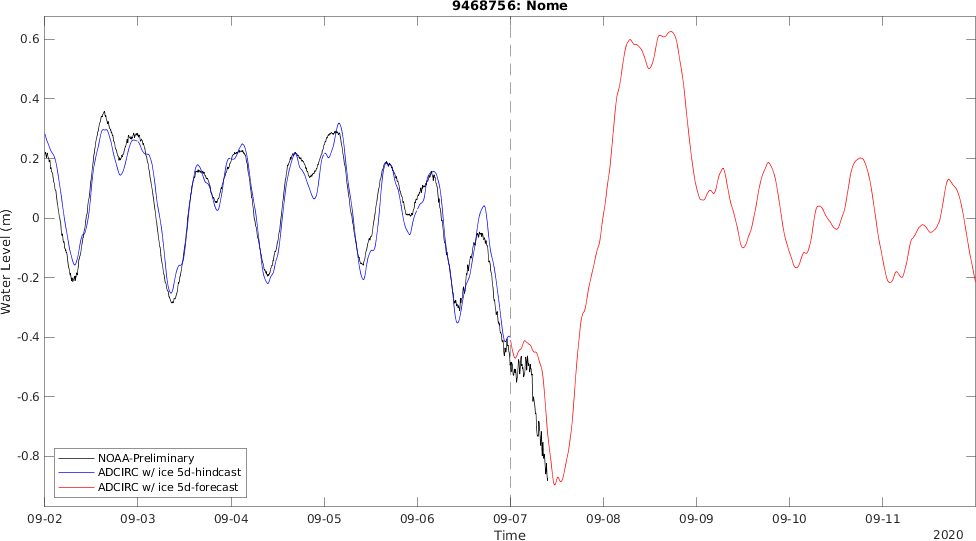 9468756: Nome
0.6
0.4
0.2
0
-0.2
-0.4
-0.6
-0.8
Water Level (m)
NOAA-Preliminary
ADCIRC w/ ice 5d-hindcast
ADCIRC w/ ice 5d-forecast
09-02 09-03 09-04 09-05 09-06 09-07 09-08 09-09 09-10 09-11
Time
2020